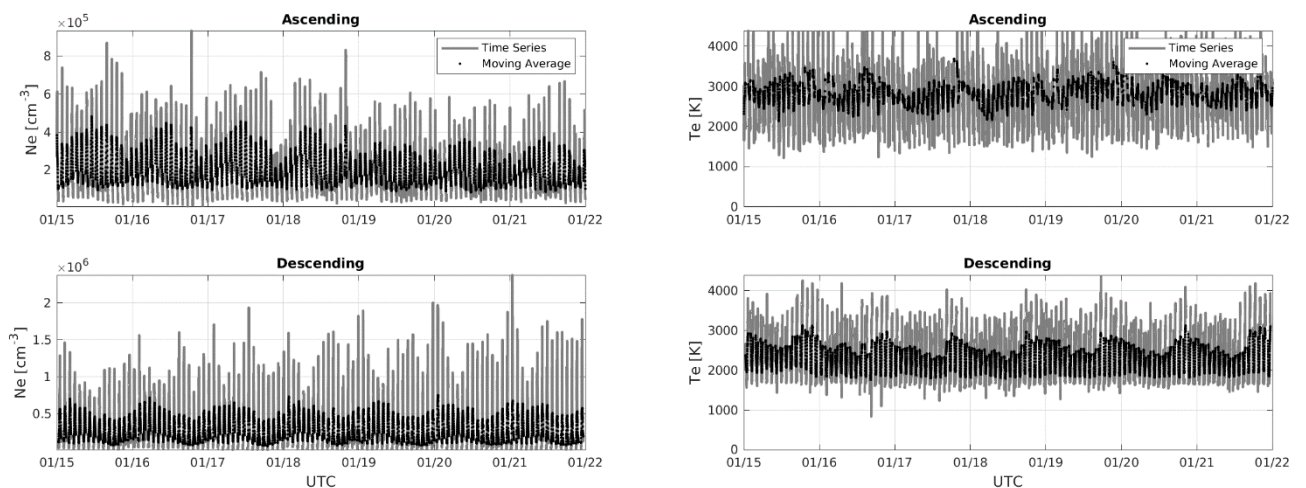 Ascending
×10⁵
Ne [cm⁻³]
8
6
4
2
Time Series
Moving Average
01/15 01/16 01/17 01/18 01/19 01/20 01/21 01/22
Ascending
Te [K]
4000
3000
2000
1000
0
Time Series
Moving Average
01/15 01/16 01/17 01/18 01/19 01/20 01/21 01/22
Descending
×10⁶
Ne [cm⁻³]
2
1.5
1
0.5
01/15 01/16 01/17 01/18 01/19 01/20 01/21 01/22
UTC
Descending
Te [K]
4000
3000
2000
1000
0
01/15 01/16 01/17 01/18 01/19 01/20 01/21 01/22
UTC